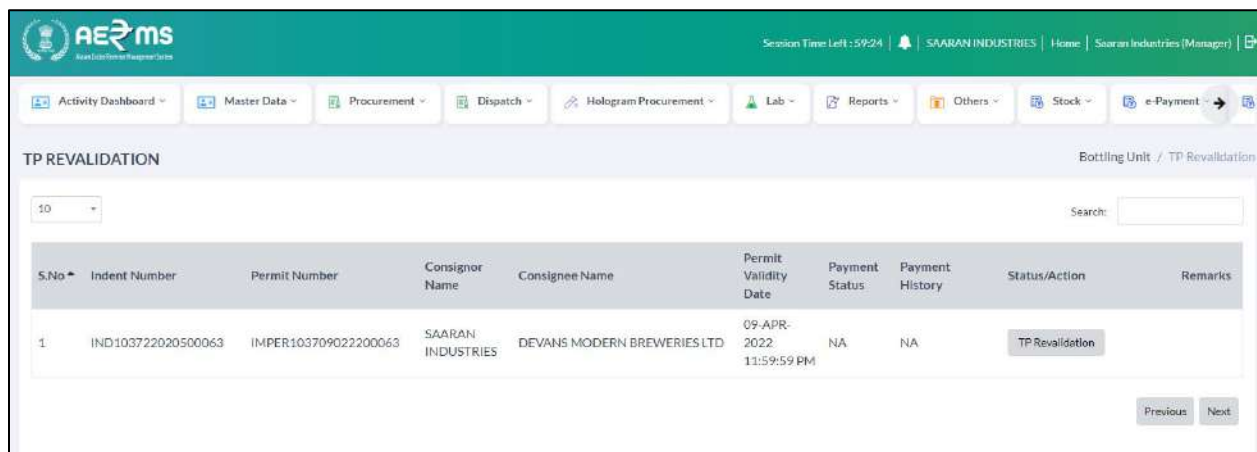 AERMS
Session Time Left : 59:24 | SAARAN INDUSTRIES | Home | Saaran Industries (Manager) |
Activity Dashboard Master Data Procurement Dispatch Hologram Procurement Lab Reports Others Stock e-Payment
TP REVALIDATION Bottling Unit / TP Revalidation
10 Search:
S.No Indent Number Permit Number Consignor Name Consignee Name Permit Validity Date Payment Status Payment History Status/Action Remarks
1 IND103722020500063 IMPER103709022200063 SAARAN INDUSTRIES DEVANS MODERN BREWERIES LTD 09-APR-2022 11:59:59 PM NA NA TP Revalidation
Previous Next